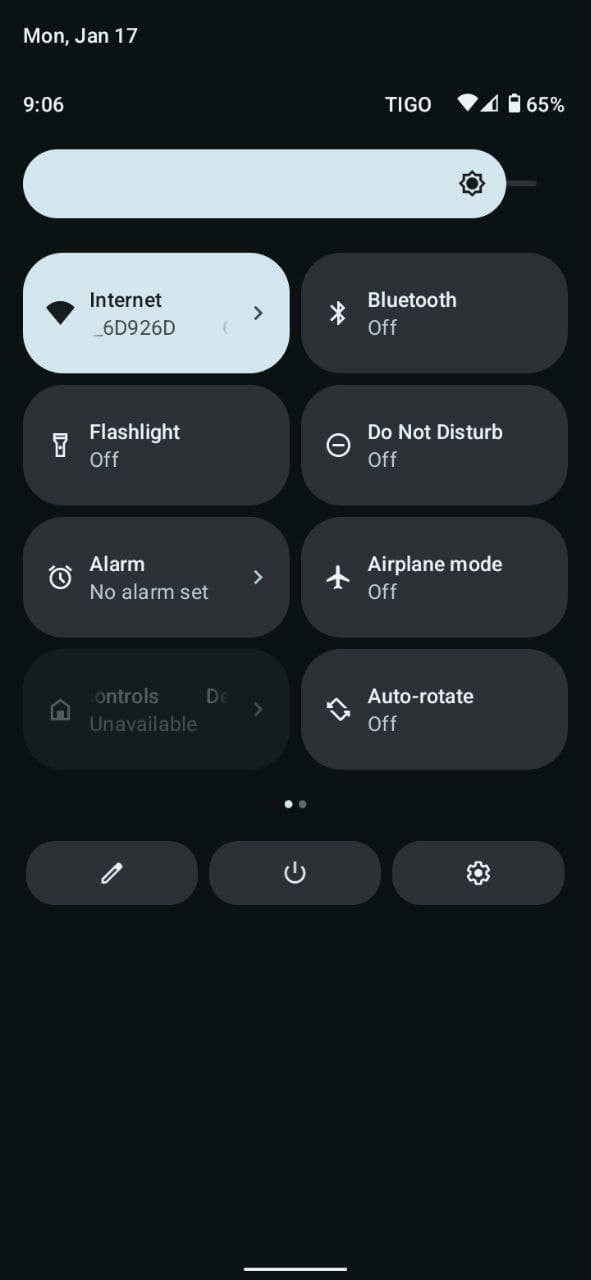 Mon, Jan 17
9:06 TIGO 65%
Internet
_6D926D
Bluetooth
Off
Flashlight
Off
Do Not Disturb
Off
Alarm
No alarm set
Airplane mode
Off
ontrols De
Unavailable
Auto-rotate
Off